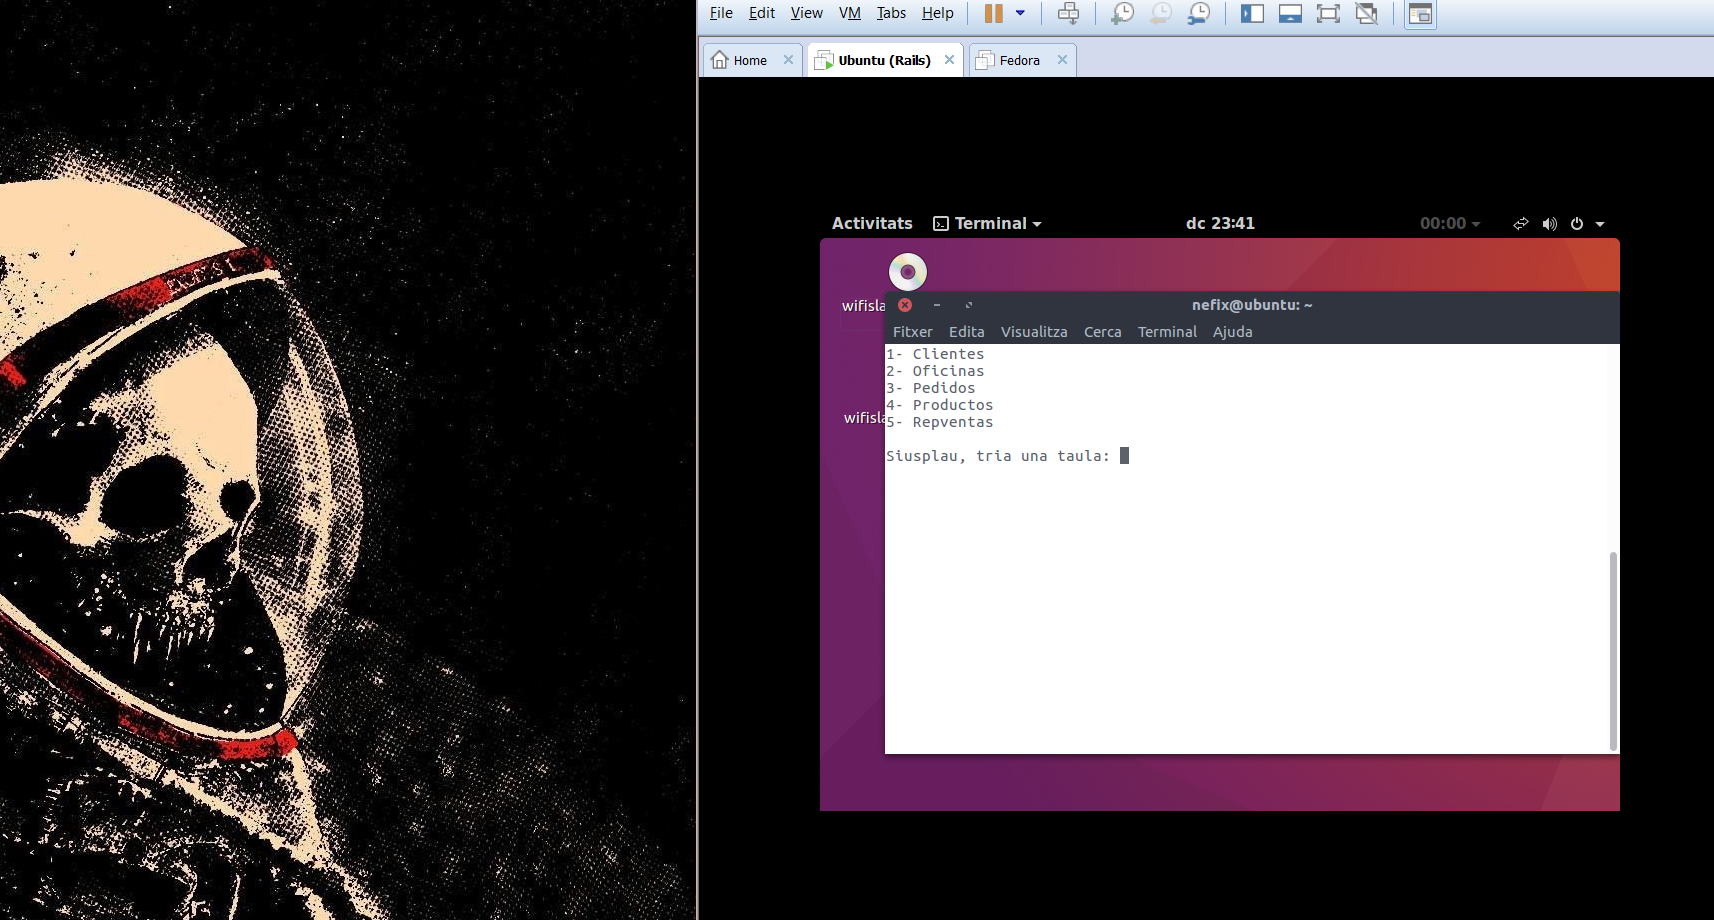 File Edit View VM Tabs Help
Home Ubuntu (Rails) Fedora
Activitats Terminal dc 23:41 00:00
wifisla
nefix@ubuntu: ~
Fitxer Edita Visualitza Cerca Terminal Ajuda
1- Clientes
2- Oficinas
3- Pedidos
4- Productos
wifisla
5- Repventas
Siusplau, tria una taula: